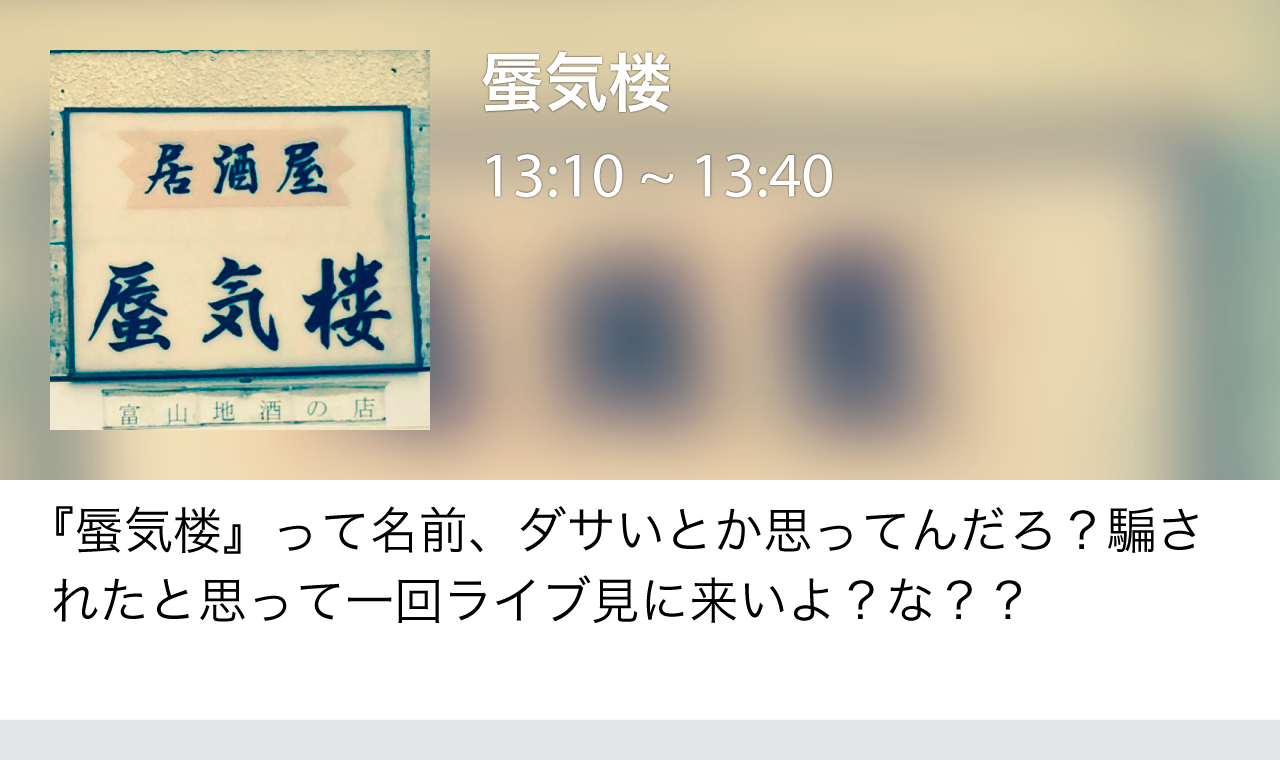 居酒屋
蜃気楼
富山地酒の店
蜃気楼
13:10 ~ 13:40
『蜃気楼』って名前、ダサいとか思ってんだろ？騙さ
れたと思って一回ライブ見に来いよ？な？？